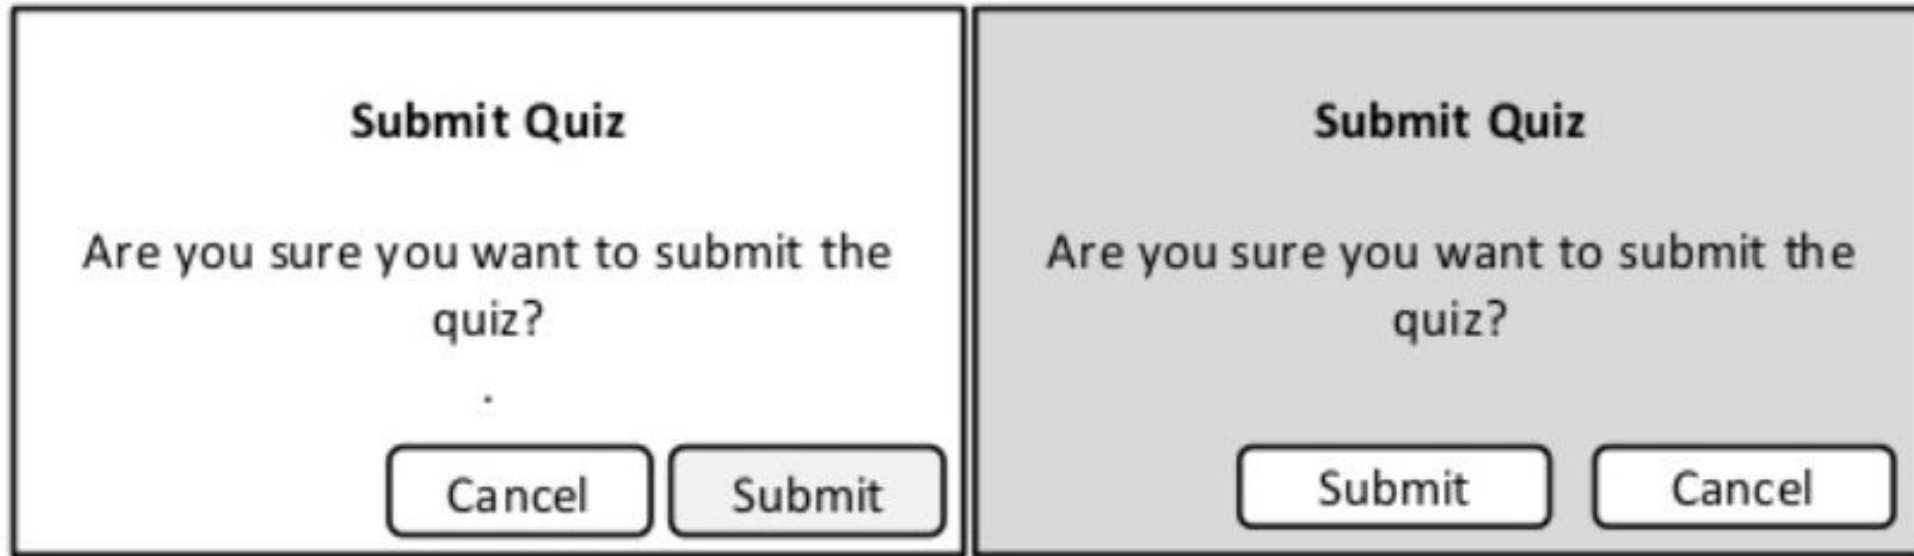 Submit Quiz
Are you sure you want to submit the
quiz?
.
Cancel Submit
Submit Quiz
Are you sure you want to submit the
quiz?
Submit Cancel